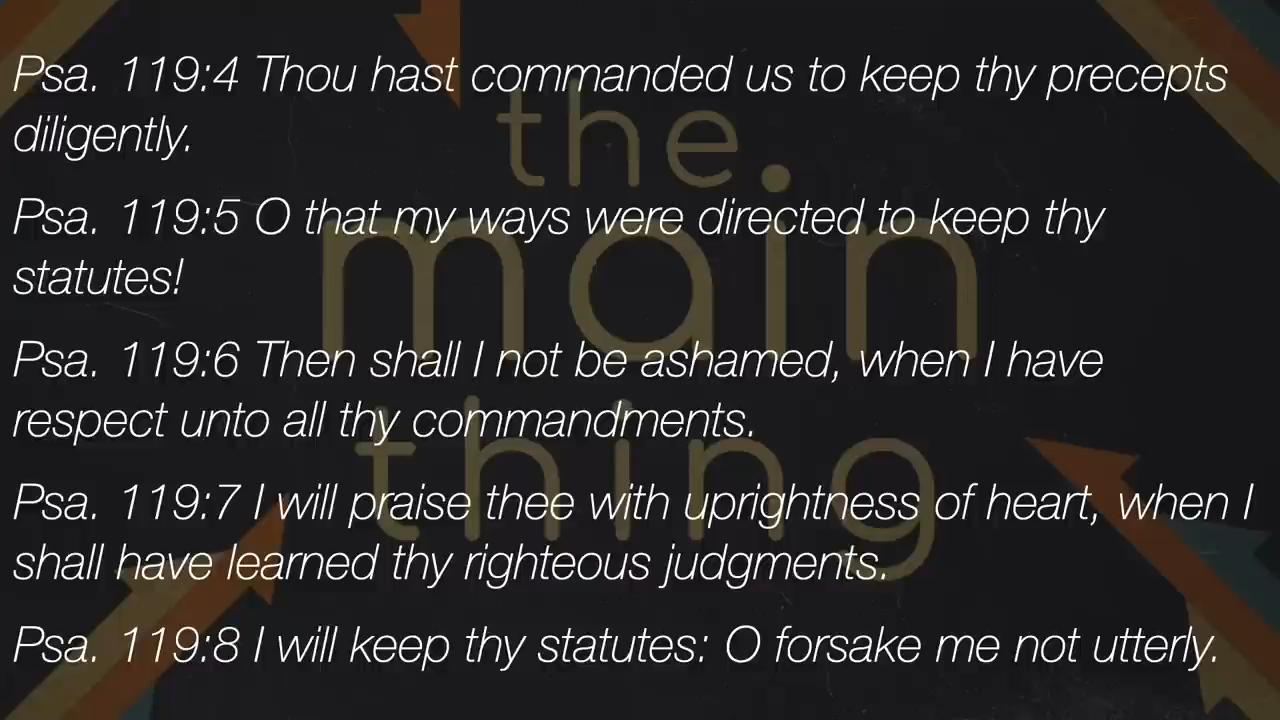 Psa. 119:4 Thou hast commanded us to keep thy precepts
diligently.
Psa. 119:5 O that my ways were directed to keep thy
statutes!
Psa. 119:6 Then shall I not be ashamed, when I have
respect unto all thy commandments.
Psa. 119:7 I will praise thee with uprightness of heart, when I
shall have learned thy righteous judgments.
Psa. 119:8 I will keep thy statutes: O forsake me not utterly.
the
main
thing